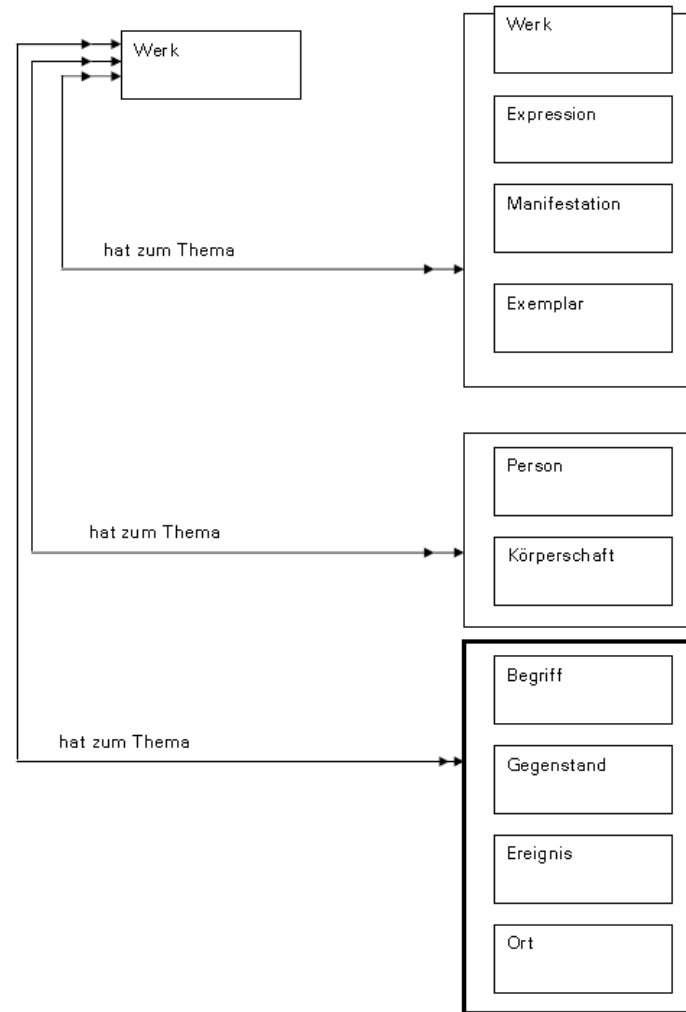 Werk
Werk
Expression
Manifestation
hat zum Thema
Exemplar
Person
hat zum Thema
Körperschaft
Begriff
hat zum Thema
Gegenstand
Ereignis
Ort